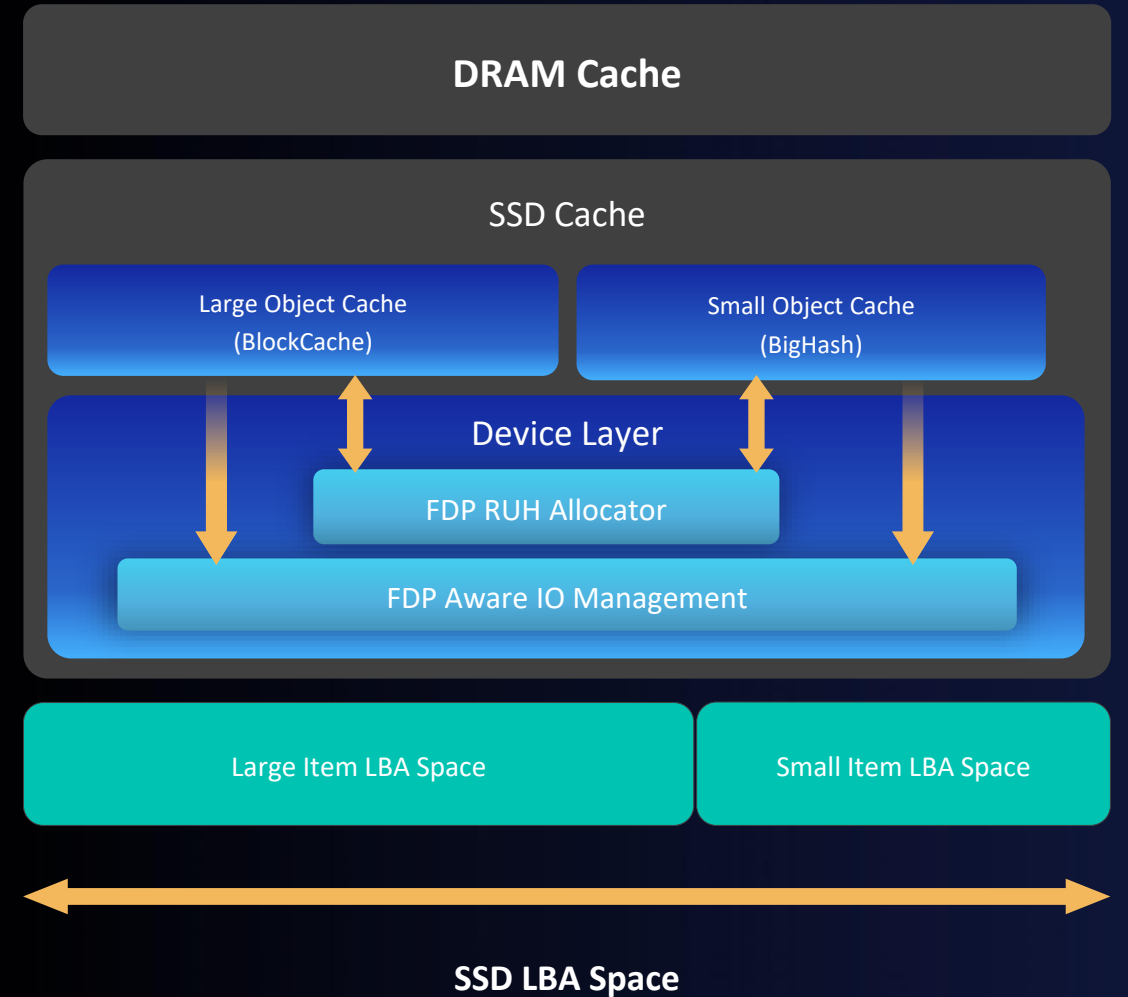 DRAM Cache
SSD Cache
Large Object Cache
(BlockCache)
Small Object Cache
(BigHash)
Device Layer
FDP RUH Allocator
FDP Aware IO Management
Large Item LBA Space
Small Item LBA Space
SSD LBA Space